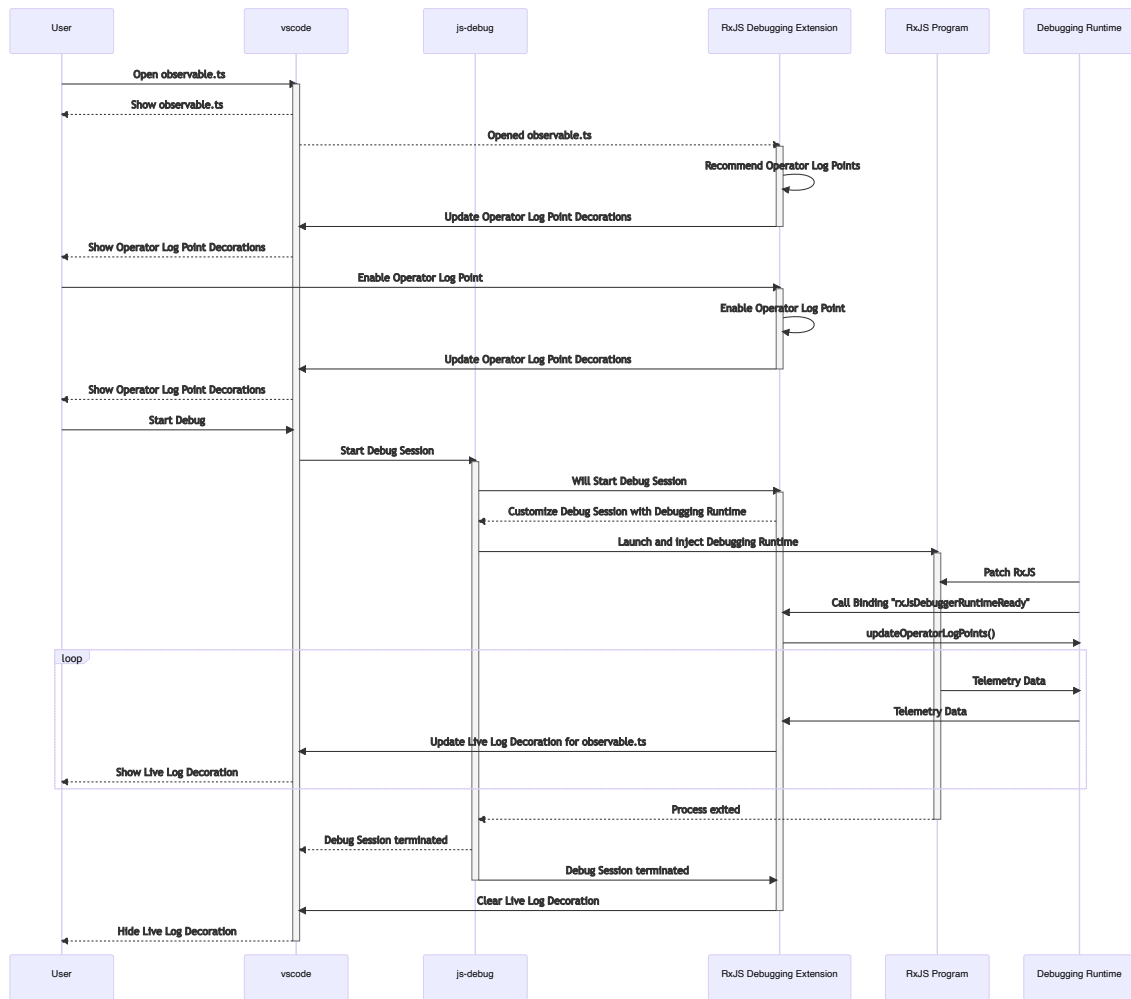 User
vscode
js-debug
RxJS Debugging Extension
RxJS Program
Debugging Runtime
Open observable.ts
Show observable.ts
Opened observable.ts
Recommend Operator Log Points
Update Operator Log Point Decorations
Show Operator Log Point Decorations
Enable Operator Log Point
Enable Operator Log Point
Update Operator Log Point Decorations
Show Operator Log Point Decorations
Start Debug
Start Debug Session
Will Start Debug Session
Customize Debug Session with Debugging Runtime
Launch and inject Debugging Runtime
Patch RxJS
Call Binding "rxJsDebuggerRuntimeReady"
updateOperatorLogPoints()
loop
Telemetry Data
Telemetry Data
Update Live Log Decoration for observable.ts
Show Live Log Decoration
Process exited
Debug Session terminated
Debug Session terminated
Clear Live Log Decoration
Hide Live Log Decoration
User
vscode
js-debug
RxJS Debugging Extension
RxJS Program
Debugging Runtime